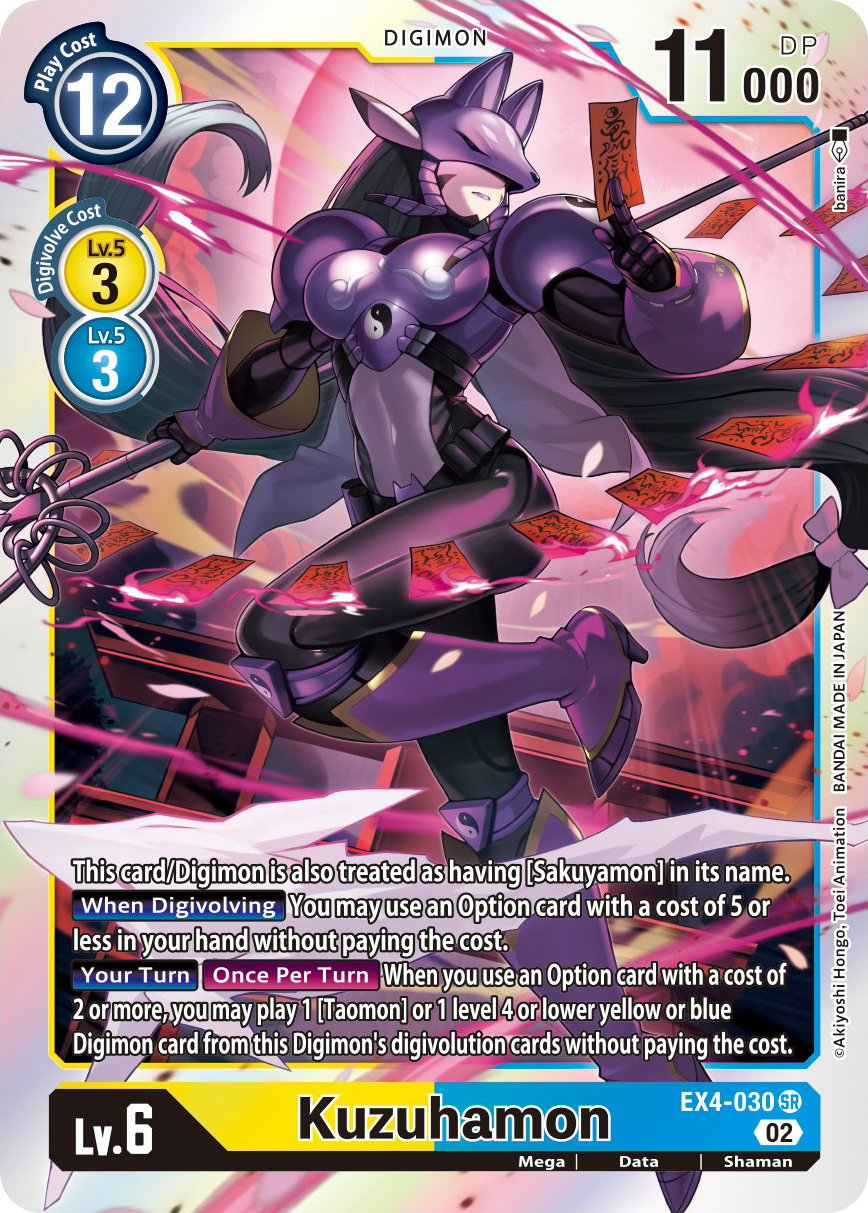 Play Cost
12
DIGIMON
11000
DP
banira
Digivolve Cost
Lv.5
3
Lv.5
3
This card/Digimon is also treated as having [Sakuyamon] in its name.
When Digivolving You may use an Option card with a cost of 5 or
less in your hand without paying the cost.
Your Turn Once Per Turn When you use an Option card with a cost of
2 or more, you may play 1 [Taomon] or 1 level 4 or lower yellow or blue
Digimon card from this Digimon's digivolution cards without paying the cost.
©Akiyoshi Hongo, Toei Animation BANDAI MADE IN JAPAN
Lv.6
Kuzuhamon
EX4-030 SR
02
Mega | Data | Shaman